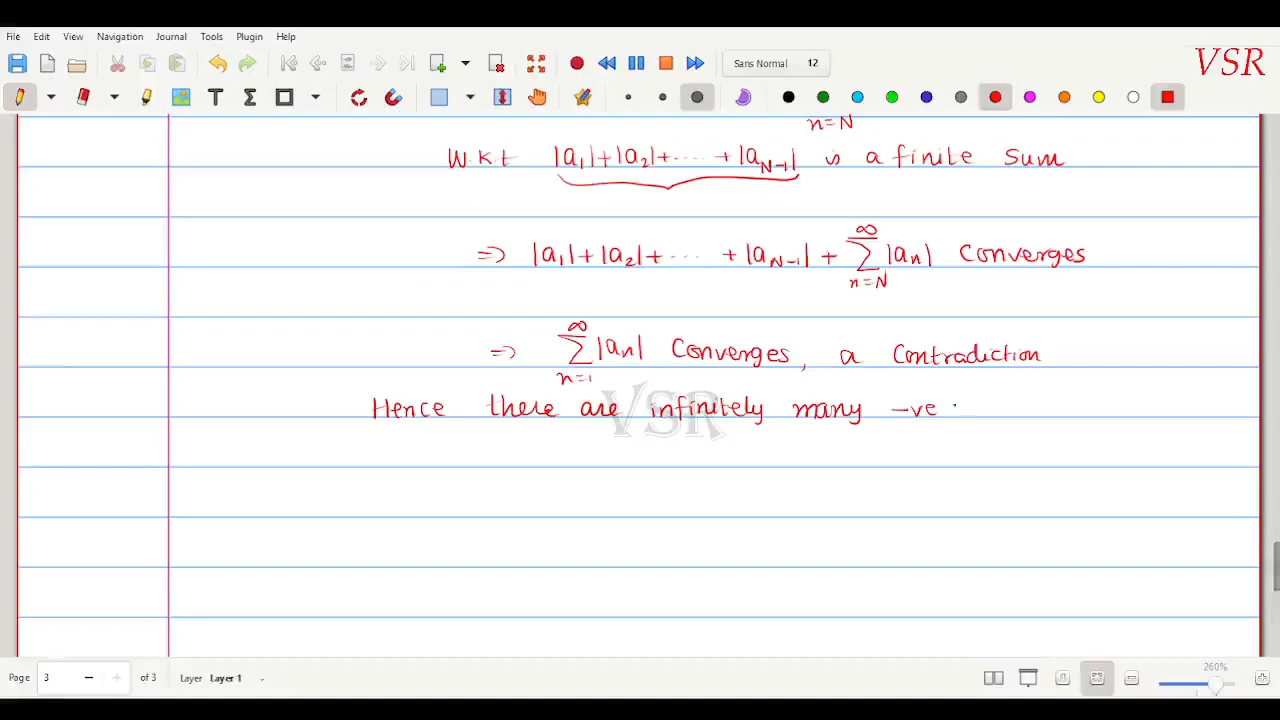 File Edit View Navigation Journal Tools Plugin Help
Sans Normal 12
VSR
n=N
W.K.t |a₁|+|a₂|+....+|a_{N-1}| is a finite sum
=> |a₁|+|a₂|+....+|a_{N-1}| + ∑_{n=N}^{∞} |aₙ| Converges
=> ∑_{n=1}^{∞} |aₙ| Converges, a Contradiction
Hence there are infinitely many -ve
VSR
Page 3 of 3 Layer Layer 1 260%